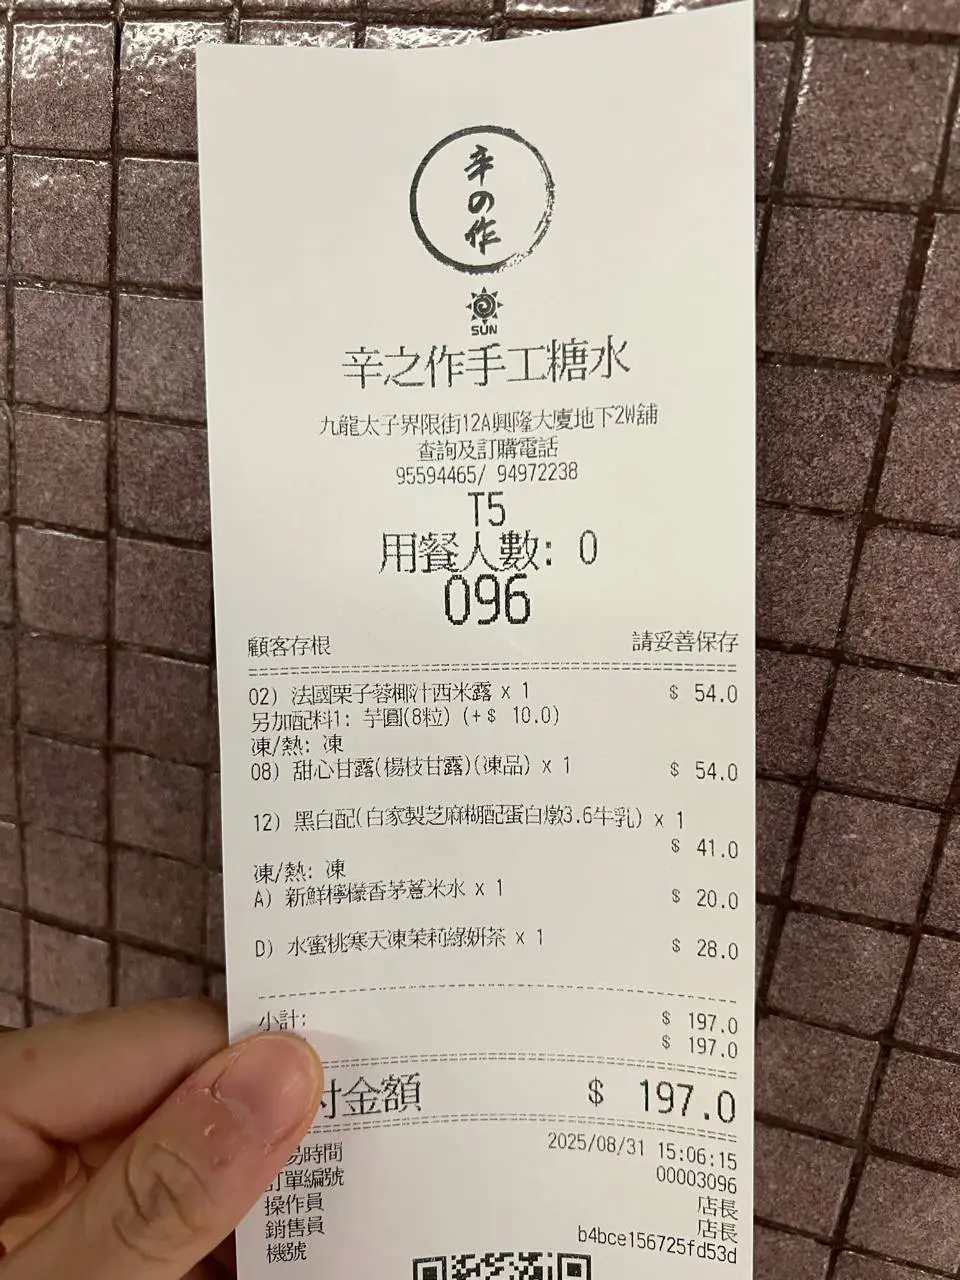 辛の作
SUN
辛之作手工糖水
九龍太子界限街12A興隆大廈地下2W舖
查詢及訂購電話
95594465/ 94972238
T5
用餐人數: 0
096
顧客存根 請妥善保存
02) 法國栗子蓉椰汁西米露 x 1 $ 54.0
另加配料1: 芋圓(8粒) (+$ 10.0)
凍/熱: 凍
08) 甜心甘露(楊枝甘露)(凍品) x 1 $ 54.0
12) 黑白配(自家製芝麻糊配蛋白燉3.6牛乳) x 1
$ 41.0
凍/熱: 凍
A) 新鮮檸檬香茅薏米水 x 1 $ 20.0
D) 水蜜桃寒天凍茉莉綠妍茶 x 1 $ 28.0
小計: $ 197.0
$ 197.0
付金額 $ 197.0
易時間 2025/08/31 15:06:15
訂單編號 00003096
操作員 店長
銷售員 店長
機號 b4bce156725fd53d